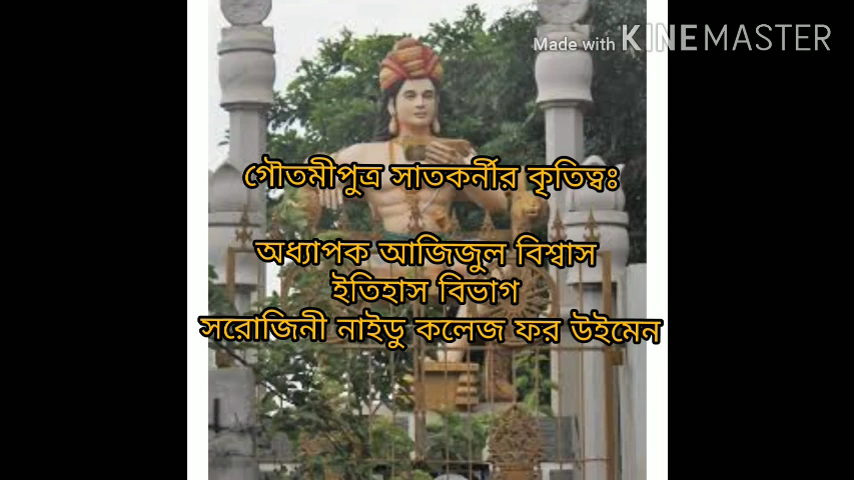 Made with KINEMASTER
গৌতমীপুত্র সাতকর্নীর কৃতিত্বঃ
অধ্যাপক আজিজুল বিশ্বাস
ইতিহাস বিভাগ
সরোজিনী নাইডু কলেজ ফর উইমেন